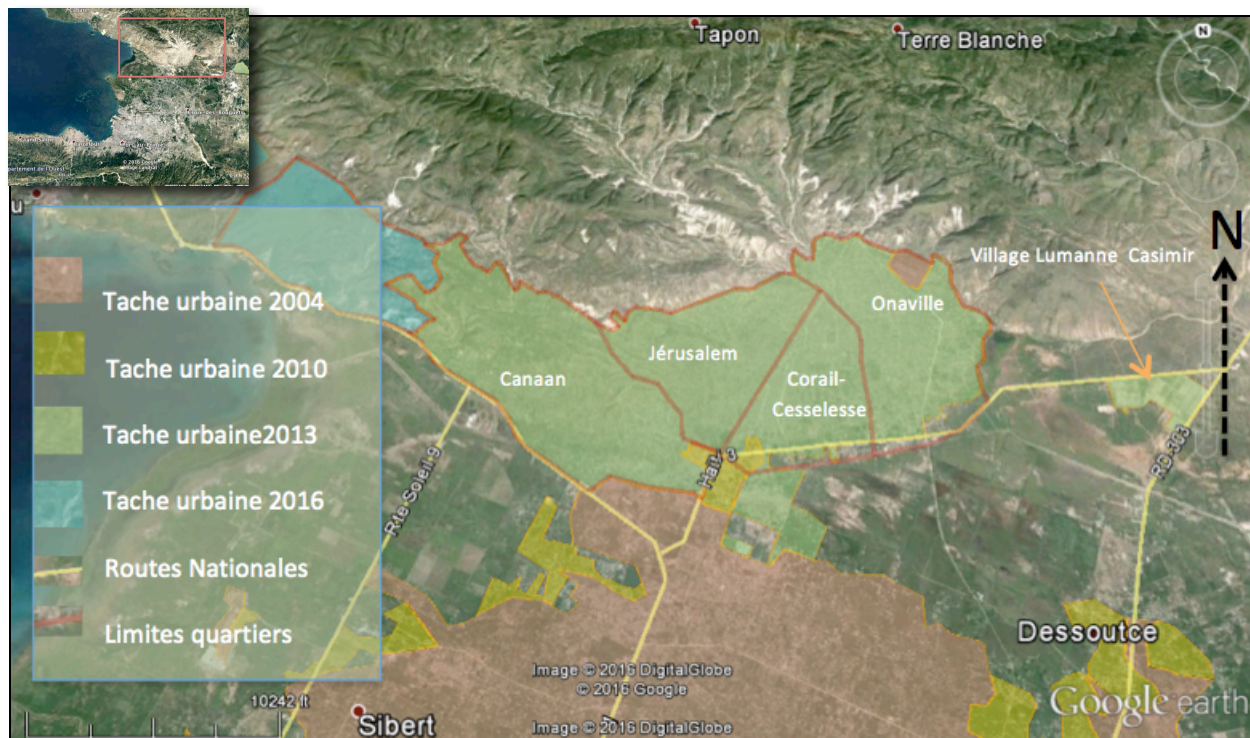 Tapon
Terre Blanche
N
u
N
Village Lumanne Casimir
Onaville
Tache urbaine 2004
Jérusalem
Tache urbaine 2010
Canaan
Corail-
Cesselesse
Tache urbaine2013
Haiti 3
Rte-Soleil 9
RD-303
Tache urbaine 2016
Routes Nationales
Limites quartiers
Dessoutce
Image © 2016 DigitalGlobe
© 2016 Google
10242 ft
Google earth
Sibert
Image © 2016 DigitalGlobe